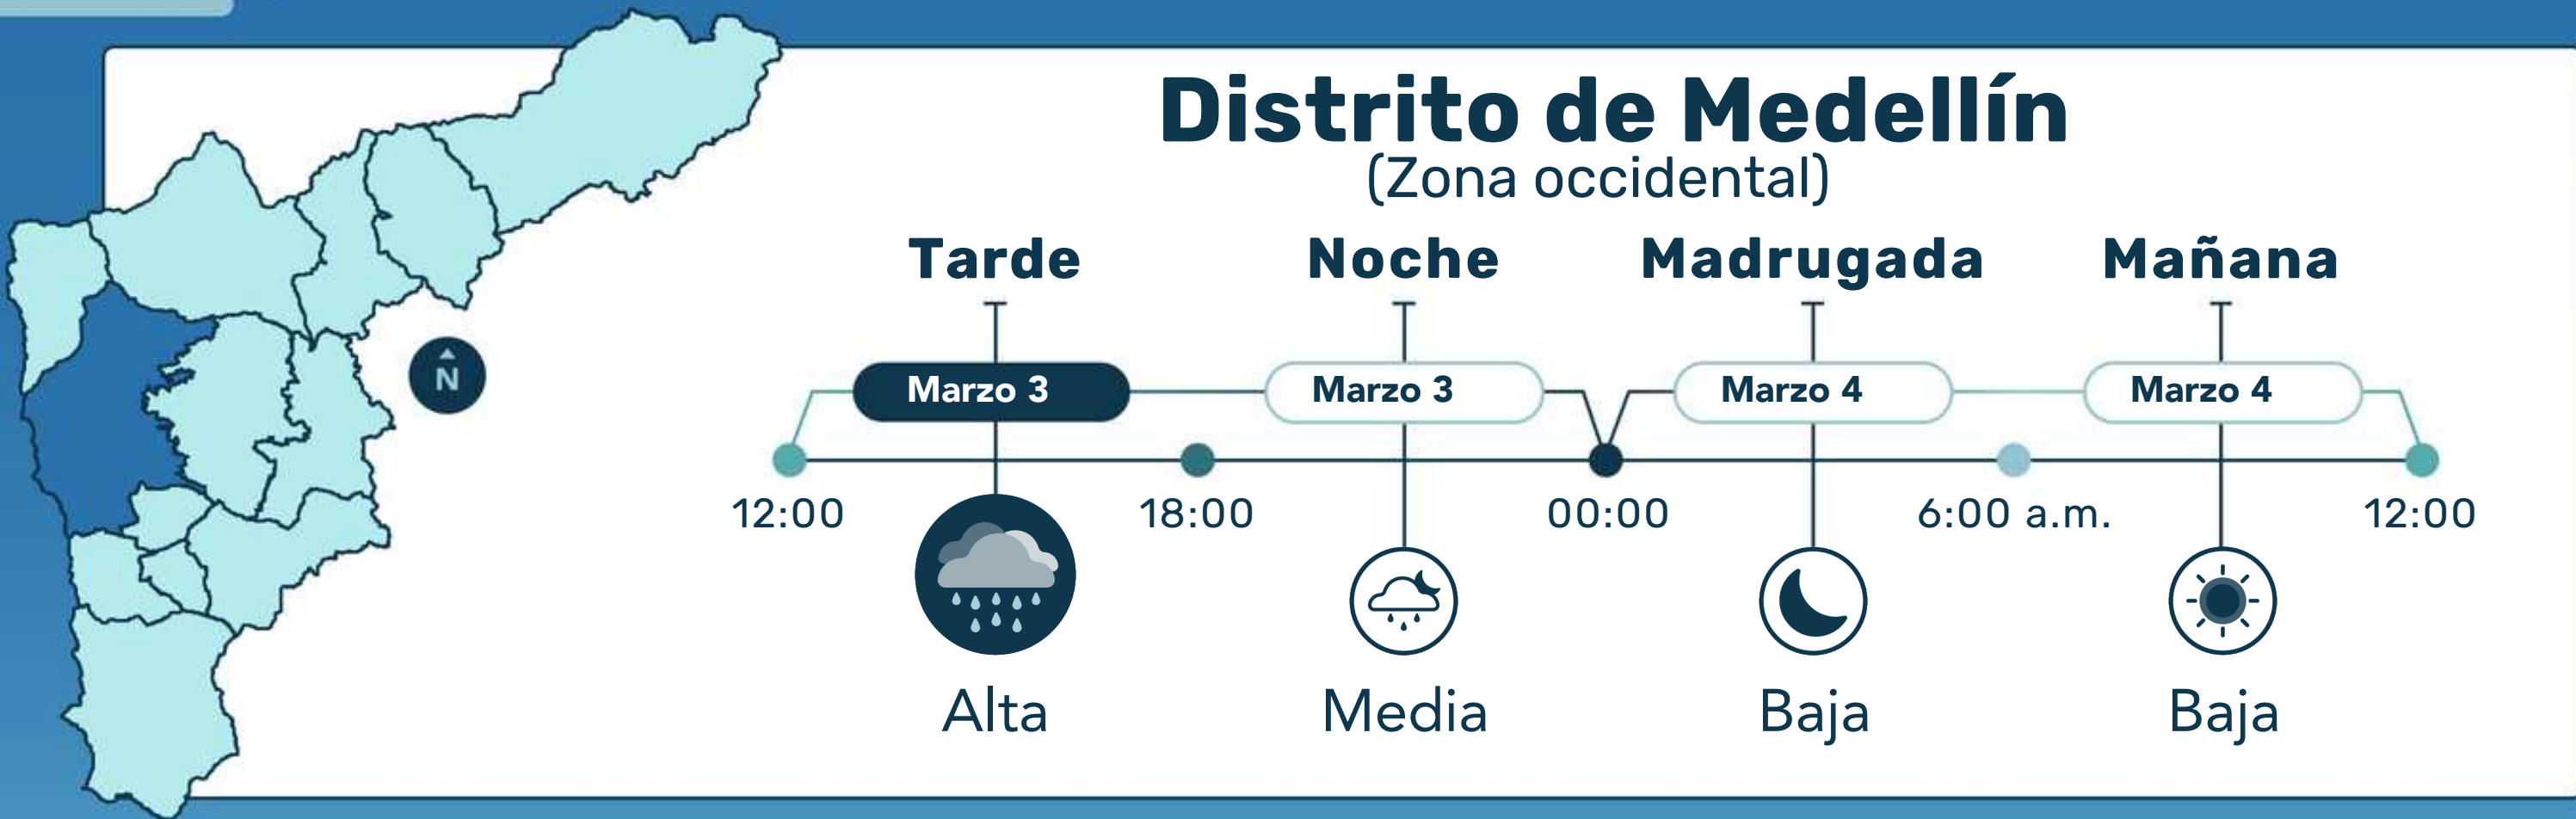 Distrito de Medellín
(Zona occidental)
Tarde Noche Madrugada Mañana
N
Marzo 3 Marzo 3 Marzo 4 Marzo 4
12:00 18:00 00:00 6:00 a.m. 12:00
Alta Media Baja Baja